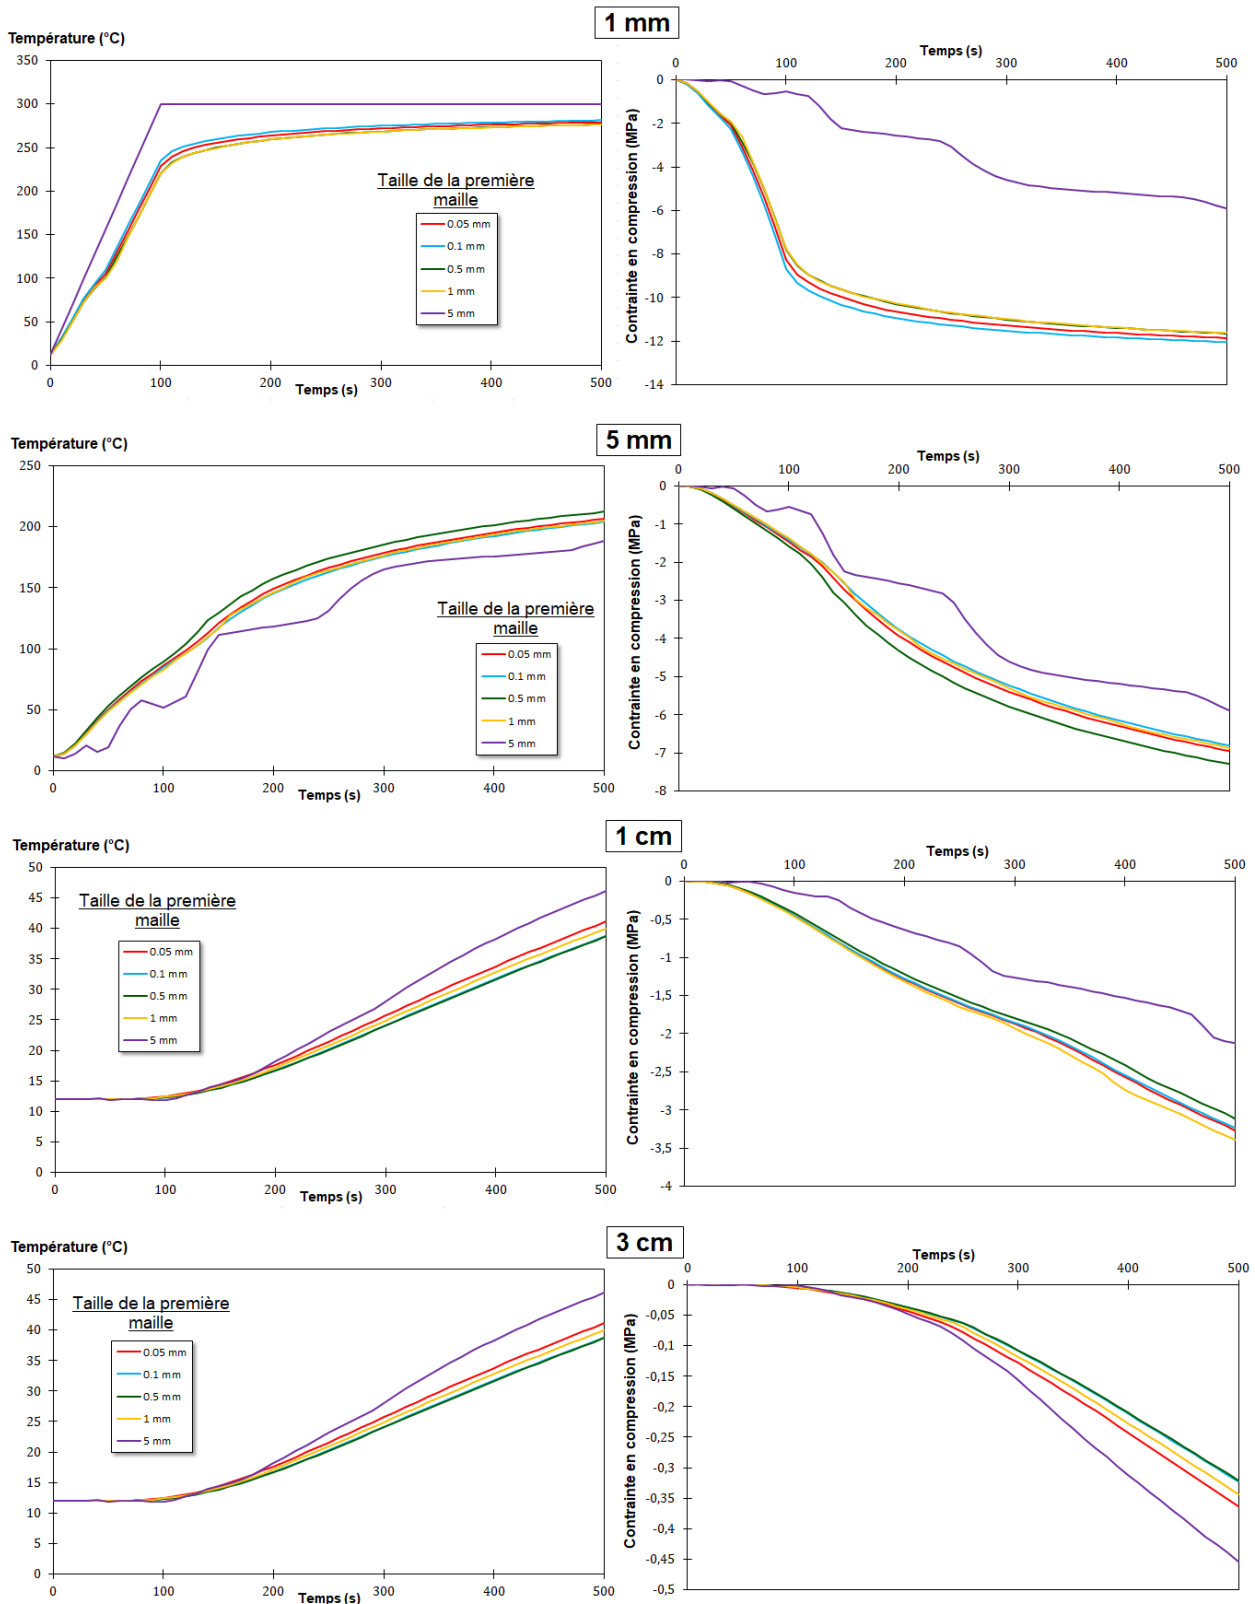 1 mm
Température (°C)
Temps (s)
0 100 200 300 400 500
350
300
250
200
150
100
50
0
Taille de la première
maille
0.05 mm
0.1 mm
0.5 mm
1 mm
5 mm
0 100 200 300 400 500
Temps (s)
0
-2
-4
-6
-8
-10
-12
-14
Contrainte en compression (MPa)
5 mm
Température (°C)
Temps (s)
0 100 200 300 400 500
250
200
150
100
50
0
Taille de la première
maille
0.05 mm
0.1 mm
0.5 mm
1 mm
5 mm
0 100 200 300 400 500
Temps (s)
0
-1
-2
-3
-4
-5
-6
-7
-8
Contrainte en compression (MPa)
1 cm
Température (°C)
Temps (s)
0 100 200 300 400 500
50
45
40
35
30
25
20
15
10
5
0
Taille de la première
maille
0.05 mm
0.1 mm
0.5 mm
1 mm
5 mm
0 100 200 300 400 500
Temps (s)
0
-0,5
-1
-1,5
-2
-2,5
-3
-3,5
-4
Contrainte en compression (MPa)
3 cm
Température (°C)
Temps (s)
0 100 200 300 400 500
50
45
40
35
30
25
20
15
10
5
0
Taille de la première
maille
0.05 mm
0.1 mm
0.5 mm
1 mm
5 mm
0 100 200 300 400 500
Temps (s)
0
-0,05
-0,1
-0,15
-0,2
-0,25
-0,3
-0,35
-0,4
-0,45
-0,5
Contrainte en compression (MPa)